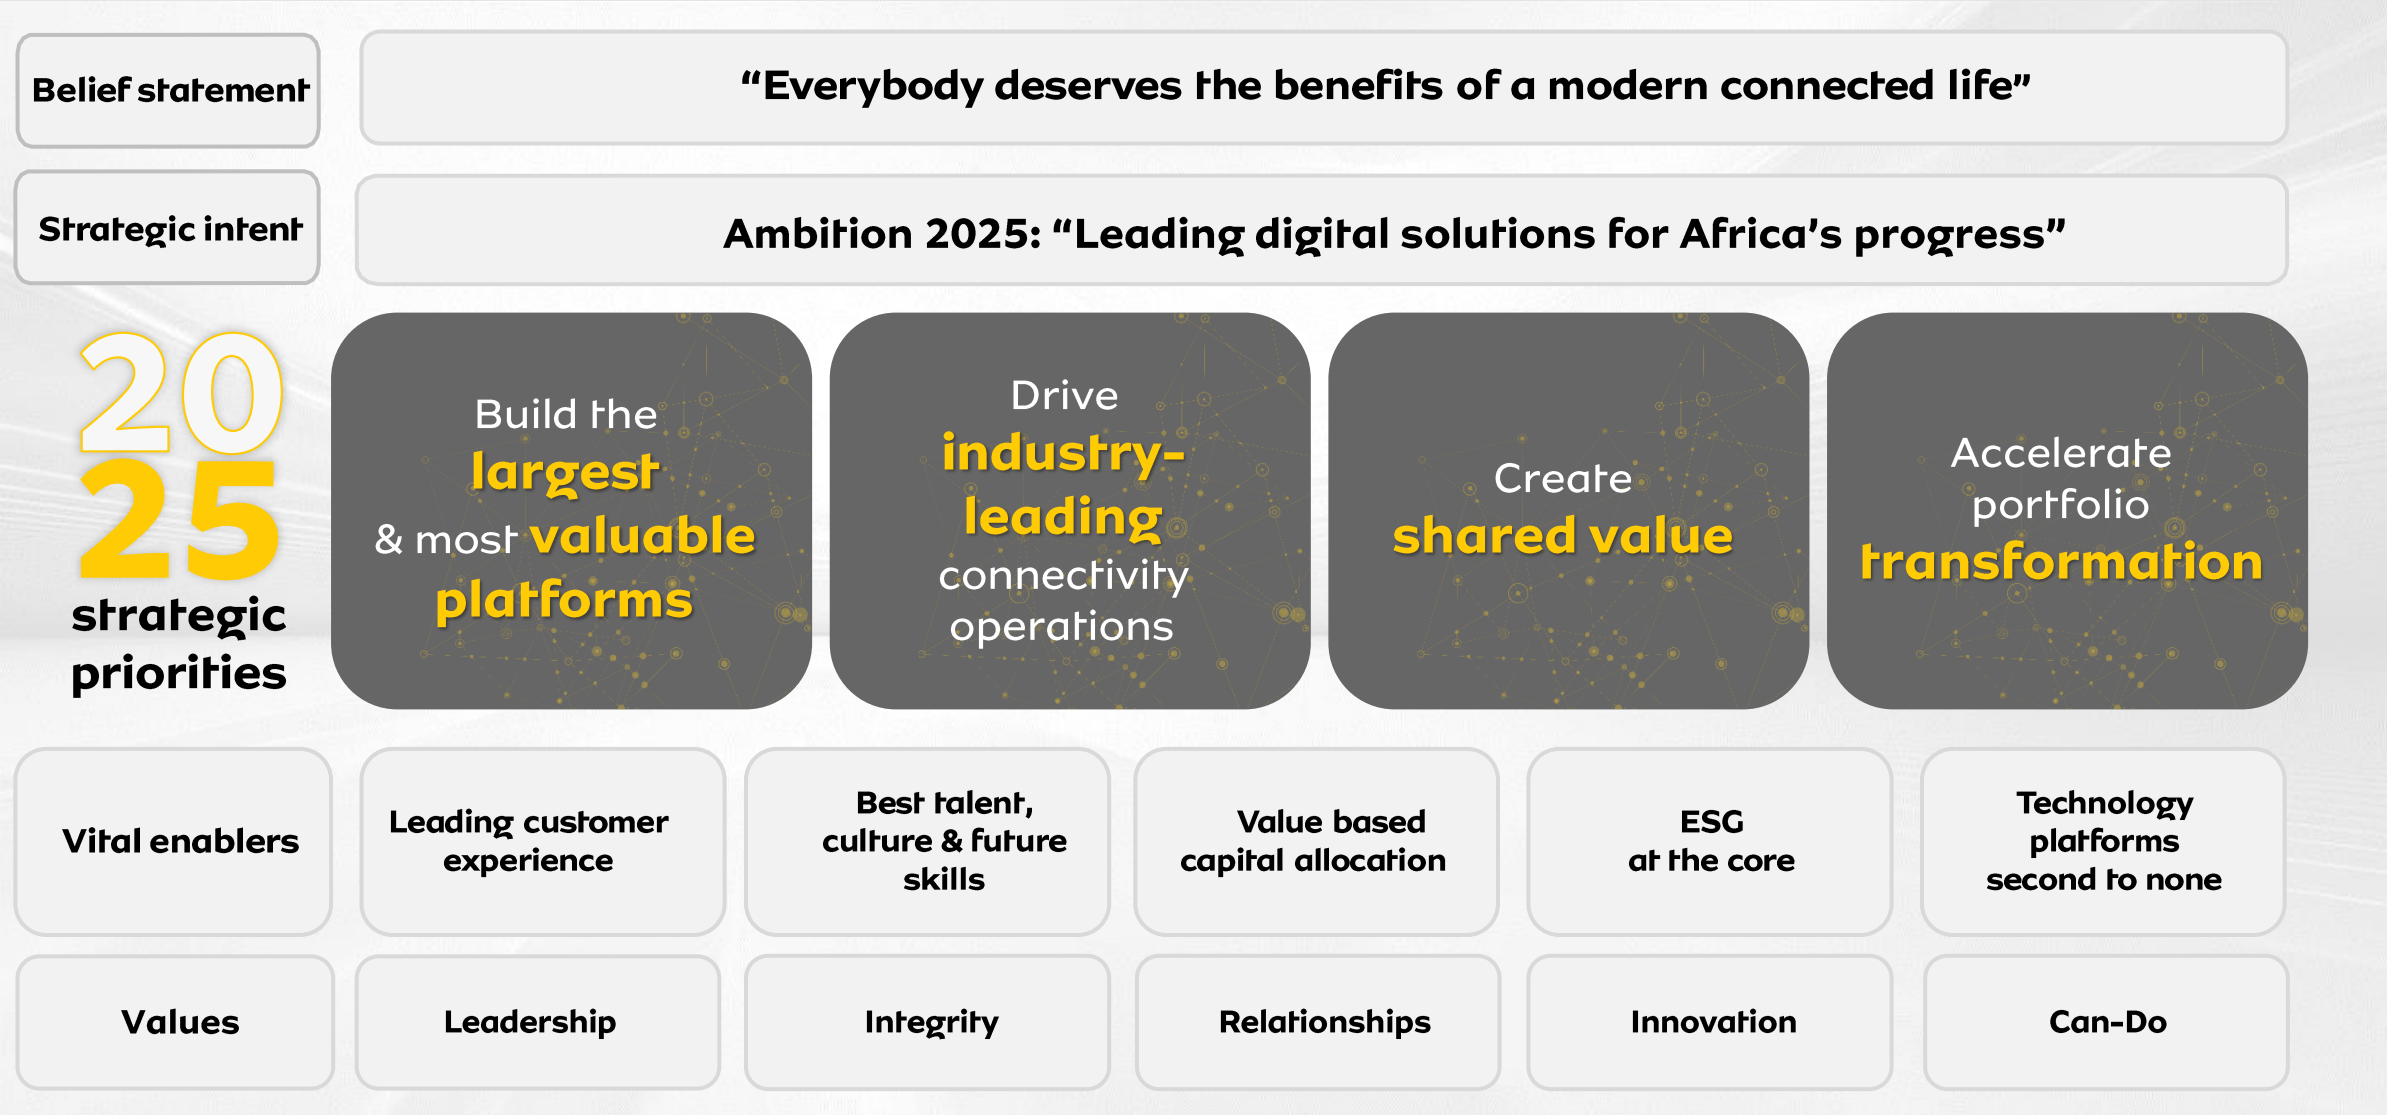 Belief statement
“Everybody deserves the benefits of a modern connected life”
Strategic intent
Ambition 2025: “Leading digital solutions for Africa’s progress”
20
25
strategic
priorities
Build the
largest
& most valuable
platforms
Drive
industry-
leading
connectivity
operations
Create
shared value
Accelerate
portfolio
transformation
Vital enablers
Leading customer
experience
Best talent,
culture & future
skills
Value based
capital allocation
ESG
at the core
Technology
platforms
second to none
Values
Leadership
Integrity
Relationships
Innovation
Can-Do